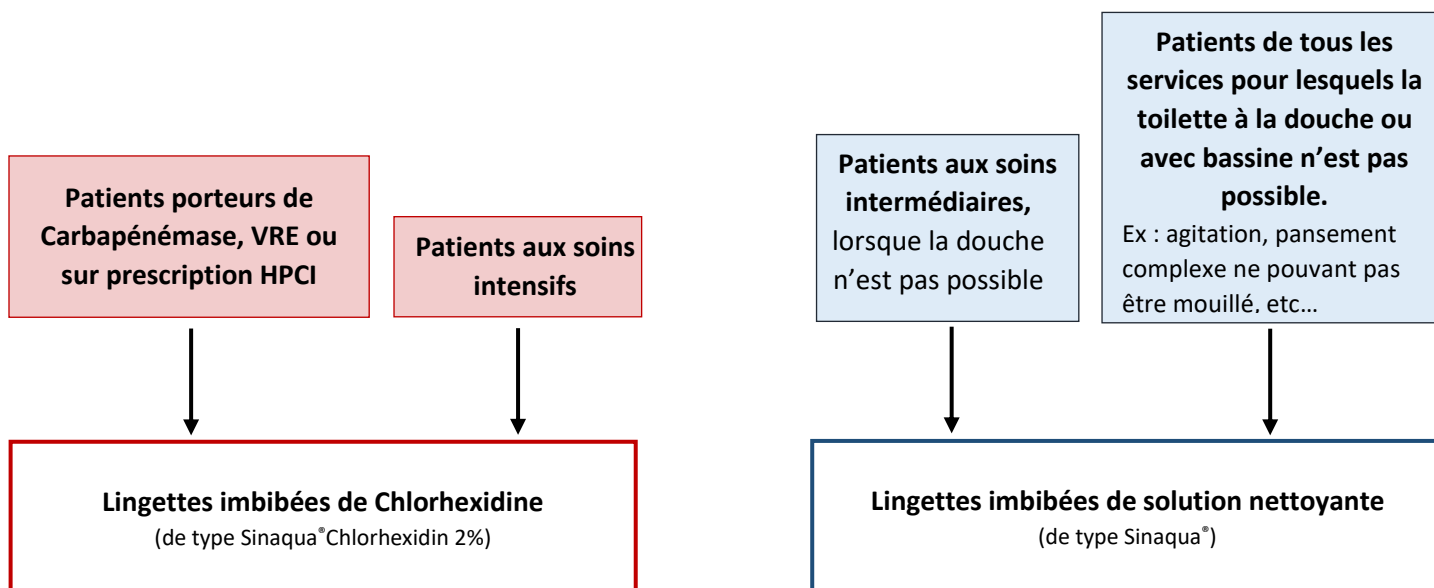 Patients porteurs de
Carbapénémase, VRE ou
sur prescription HPCI
Patients aux soins
intensifs
Lingettes imbibées de Chlorhexidine
(de type Sinaqua®Chlorhexidin 2%)
Patients aux soins
intermédiaires,
lorsque la douche
n’est pas possible
Patients de tous les
services pour lesquels la
toilette à la douche ou
avec bassine n’est pas
possible.
Ex : agitation, pansement
complexe ne pouvant pas
être mouillé, etc…
Lingettes imbibées de solution nettoyante
(de type Sinaqua®)